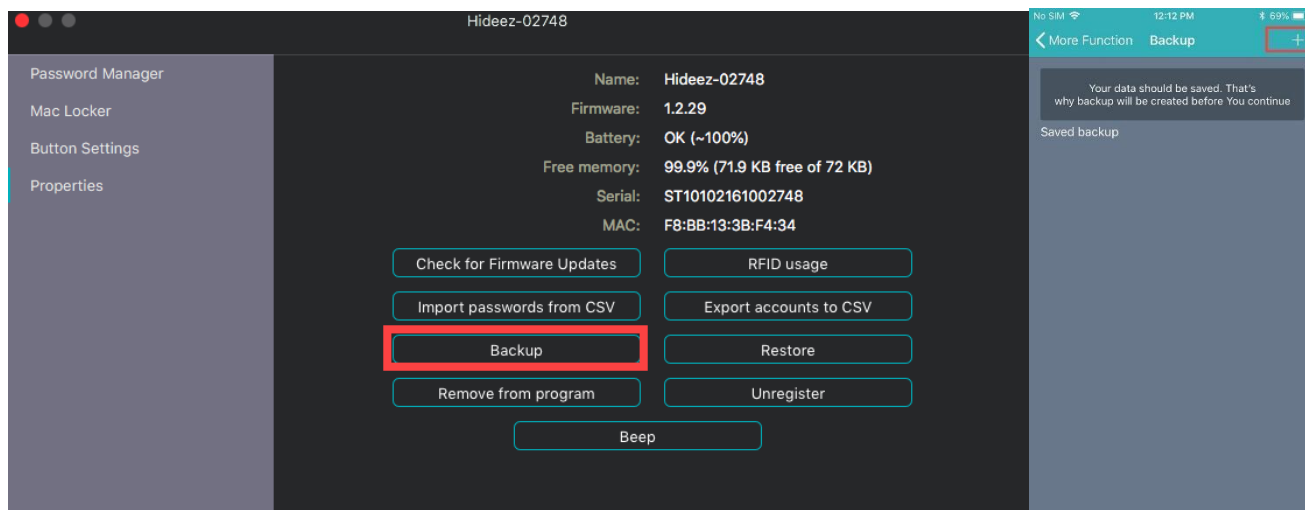 Hideez-02748
Password Manager
Mac Locker
Button Settings
Properties
Name: Hideez-02748
Firmware: 1.2.29
Battery: OK (~100%)
Free memory: 99.9% (71.9 KB free of 72 KB)
Serial: ST10102161002748
MAC: F8:BB:13:3B:F4:34
Check for Firmware Updates RFID usage
Import passwords from CSV Export accounts to CSV
Backup Restore
Remove from program Unregister
Beep
No SIM 12:12 PM 69%
More Function Backup +
Your data should be saved. That's
why backup will be created before You continue
Saved backup